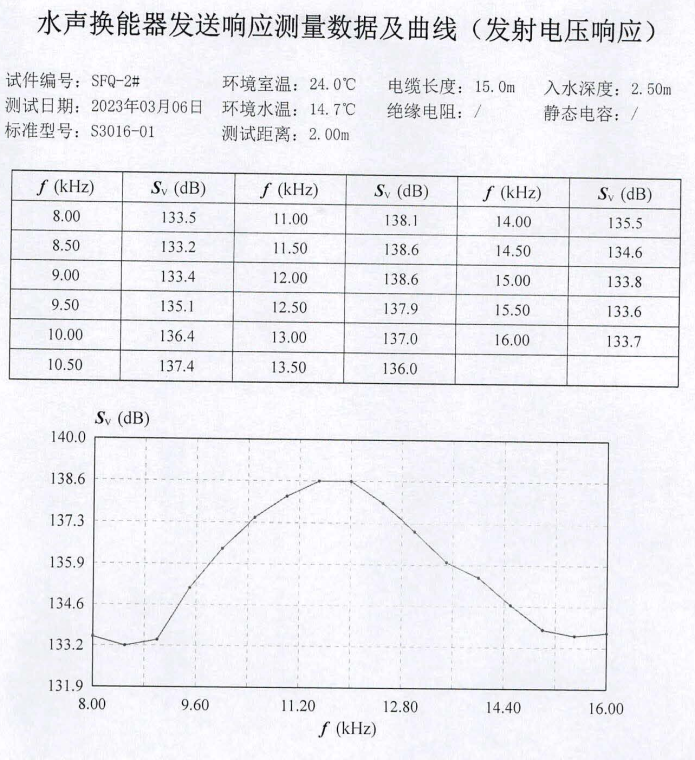 水声换能器发送响应测量数据及曲线（发射电压响应）
试件编号：SFQ-2# 环境室温：24.0℃ 电缆长度：15.0m 入水深度：2.50m
测试日期：2023年03月06日 环境水温：14.7℃ 绝缘电阻：/ 静态电容：/
标准型号：S3016-01 测试距离：2.00m
f (kHz) Sv (dB) f (kHz) Sv (dB) f (kHz) Sv (dB)
8.00 133.5 11.00 138.1 14.00 135.5
8.50 133.2 11.50 138.6 14.50 134.6
9.00 133.4 12.00 138.6 15.00 133.8
9.50 135.1 12.50 137.9 15.50 133.6
10.00 136.4 13.00 137.0 16.00 133.7
10.50 137.4 13.50 136.0
Sv (dB)
140.0
138.6
137.3
135.9
134.6
133.2
131.9
8.00 9.60 11.20 12.80 14.40 16.00
f (kHz)